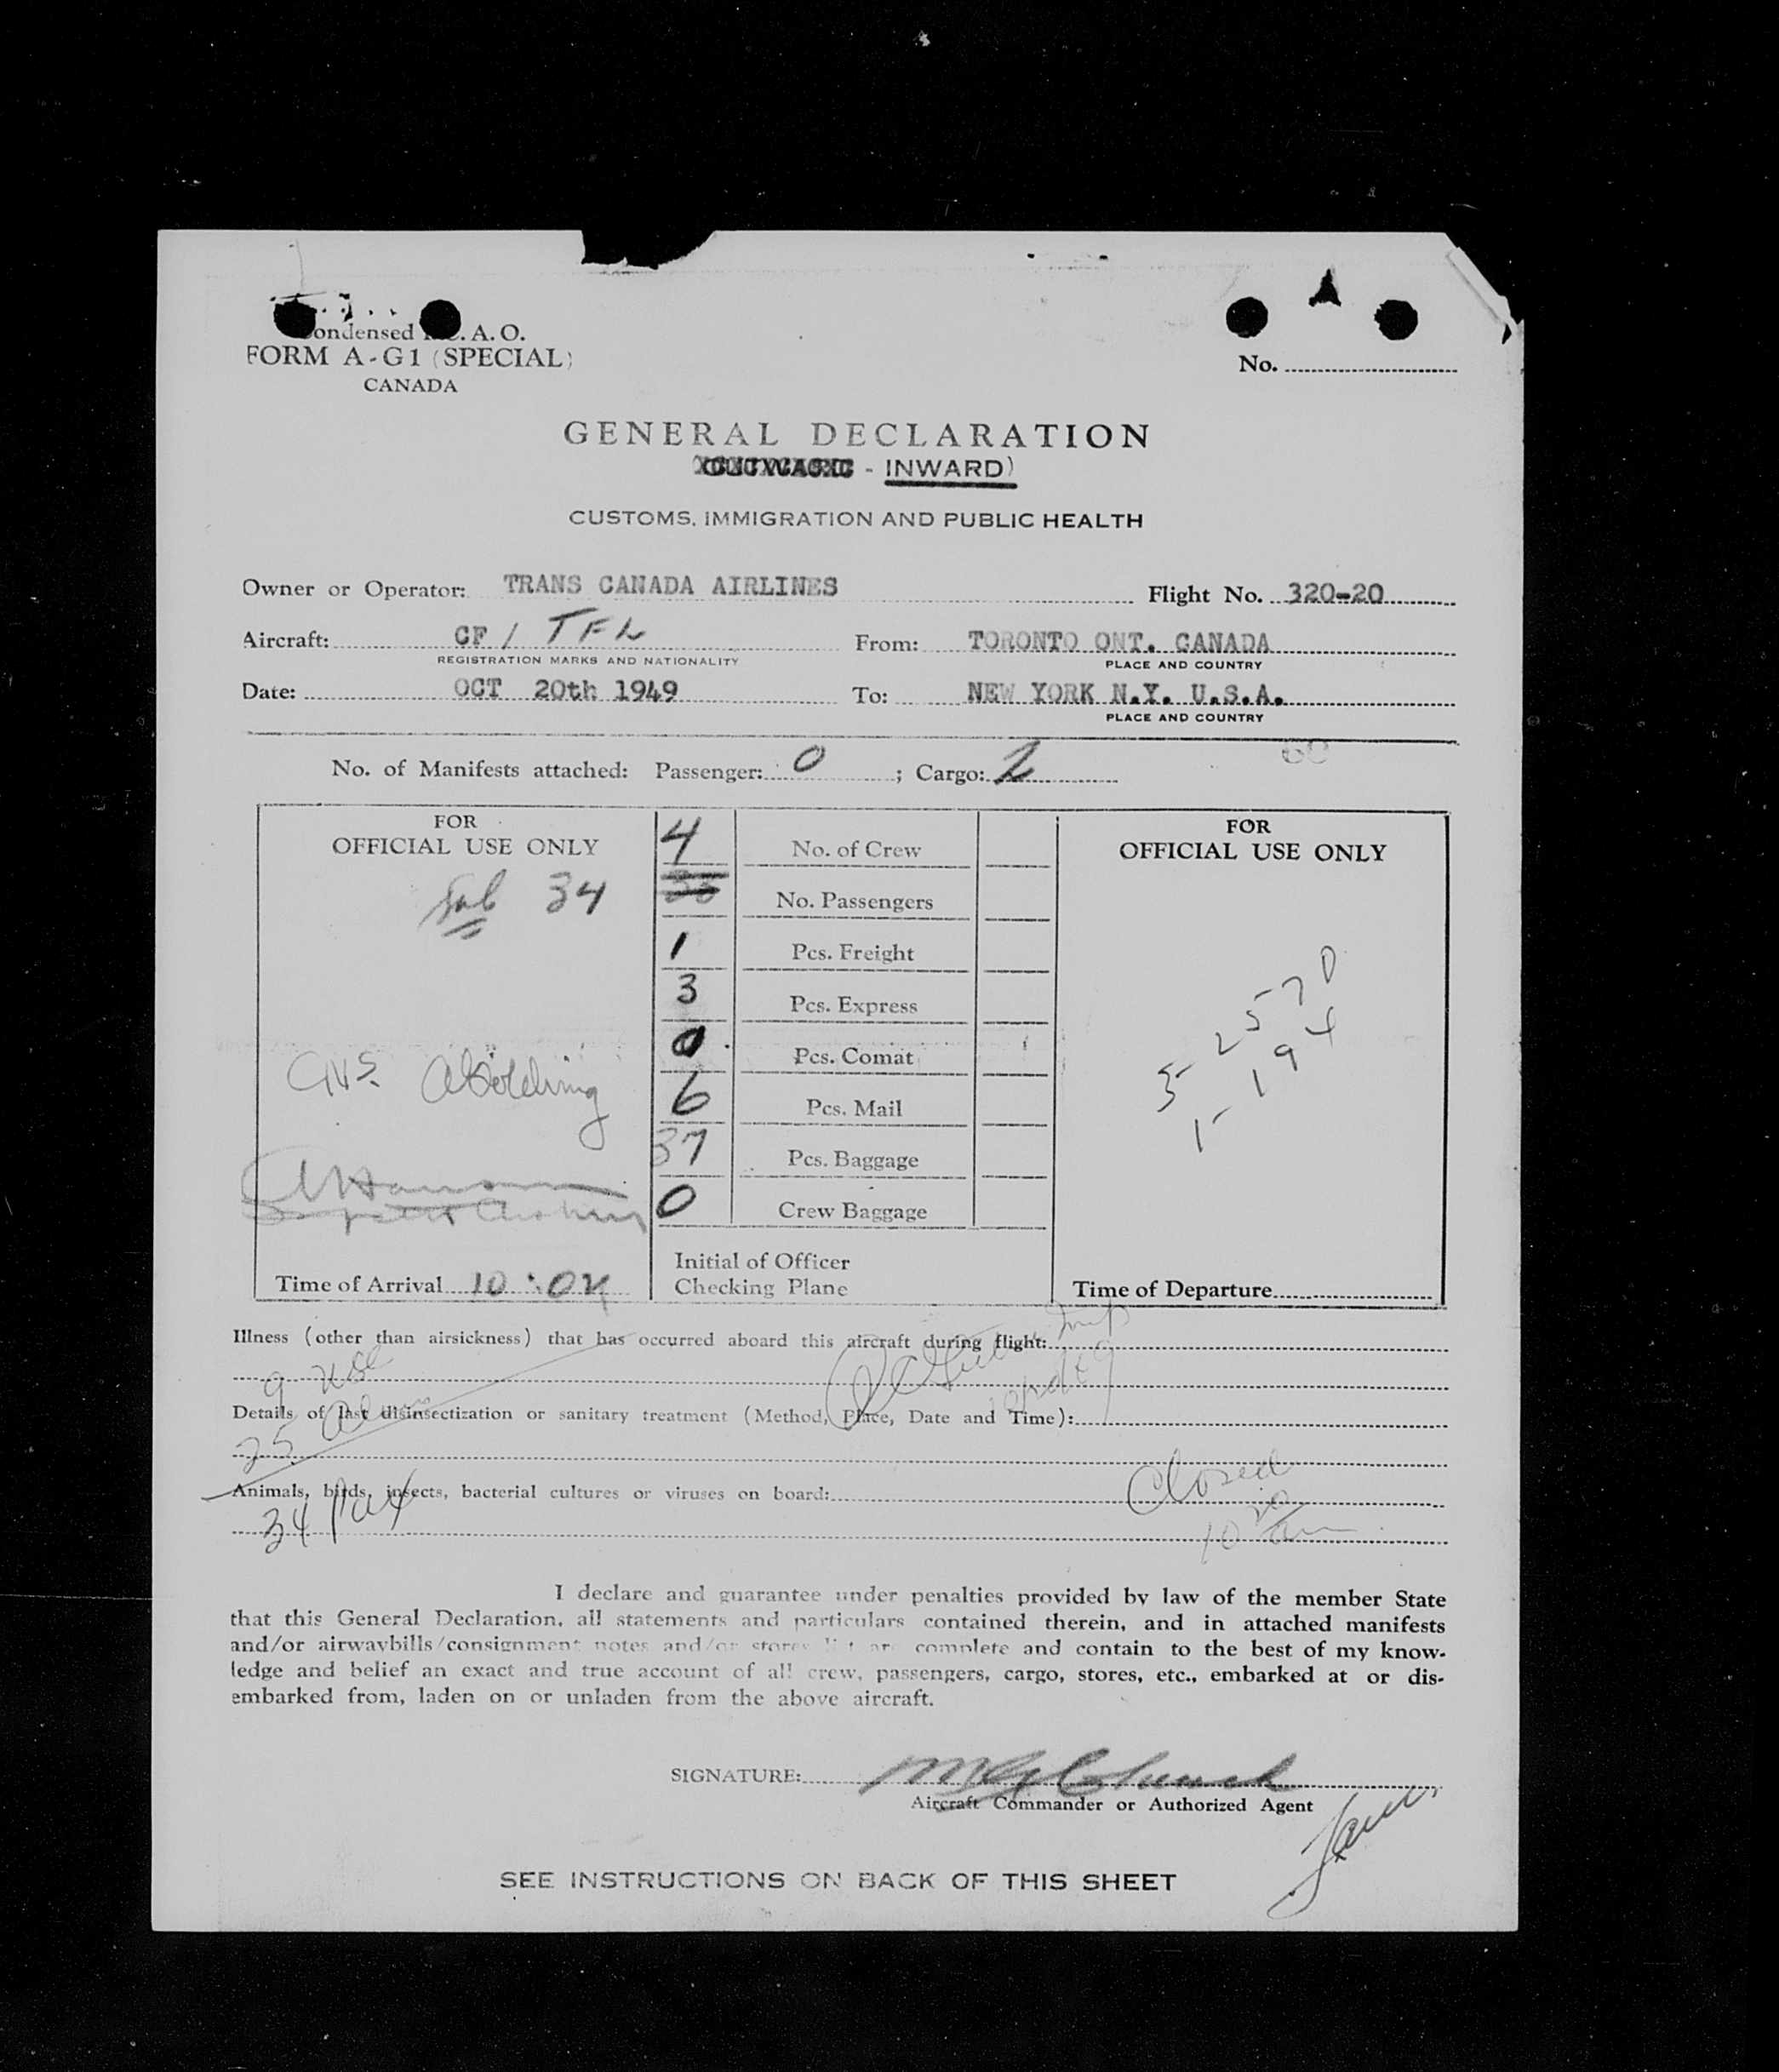 Condensed I.C.A.O.
FORM A-G1 (SPECIAL)
CANADA
No.
GENERAL DECLARATION
- INWARD)
CUSTOMS, IMMIGRATION AND PUBLIC HEALTH
Owner or Operator: TRANS CANADA AIRLINES Flight No. 320-20
Aircraft: CF / TFL From: TORONTO ONT. CANADA
REGISTRATION MARKS AND NATIONALITY PLACE AND COUNTRY
Date: OCT 20th 1949 To: NEW YORK N.Y. U.S.A.
PLACE AND COUNTRY
No. of Manifests attached: Passenger: 0 ; Cargo: 2
FOR
OFFICIAL USE ONLY
34
4 No. of Crew
No. Passengers
1 Pcs. Freight
3 Pcs. Express
0 Pcs. Comat
6 Pcs. Mail
37 Pcs. Baggage
0 Crew Baggage
Initial of Officer
Checking Plane
Time of Arrival 10:04
FOR
OFFICIAL USE ONLY
Time of Departure
Illness (other than airsickness) that has occurred aboard this aircraft during flight:
9 USC
Details of last disinsectization or sanitary treatment (Method, Place, Date and Time):
25
Animals, birds, insects, bacterial cultures or viruses on board:
34 Pax
Closed
10 20 am
I declare and guarantee under penalties provided by law of the member State
that this General Declaration, all statements and particulars contained therein, and in attached manifests
and/or airwaybills/consignment notes and/or stores list are complete and contain to the best of my know-
ledge and belief an exact and true account of all crew, passengers, cargo, stores, etc., embarked at or dis-
embarked from, laden on or unladen from the above aircraft.
SIGNATURE:
Aircraft Commander or Authorized Agent
SEE INSTRUCTIONS ON BACK OF THIS SHEET